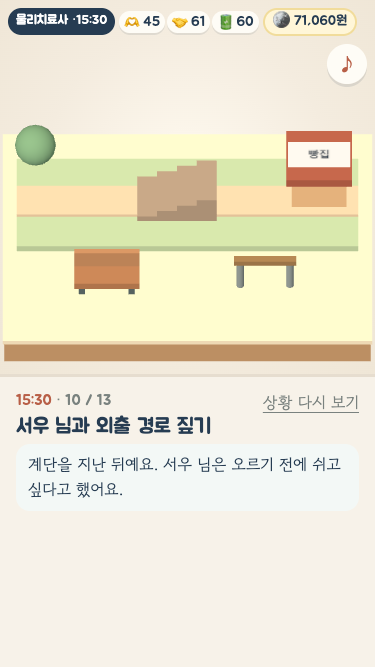 물리치료사 ·15:30
45
61
60
71,060원
♪
빵집
15:30 · 10 / 13
상황 다시 보기
서우 님과 외출 경로 짚기
계단을 지난 뒤예요. 서우 님은 오르기 전에 쉬고
싶다고 했어요.